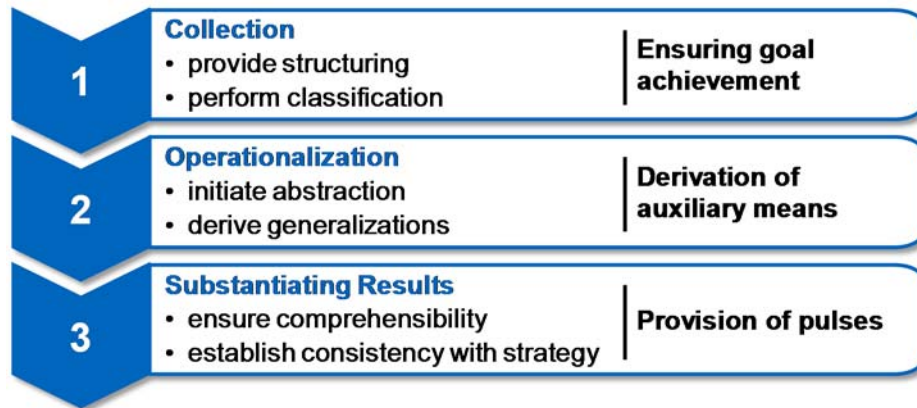 1
Collection
• provide structuring
• perform classification
Ensuring goal
achievement
2
Operationalization
• initiate abstraction
• derive generalizations
Derivation of
auxiliary means
3
Substantiating Results
• ensure comprehensibility
• establish consistency with strategy
Provision of pulses